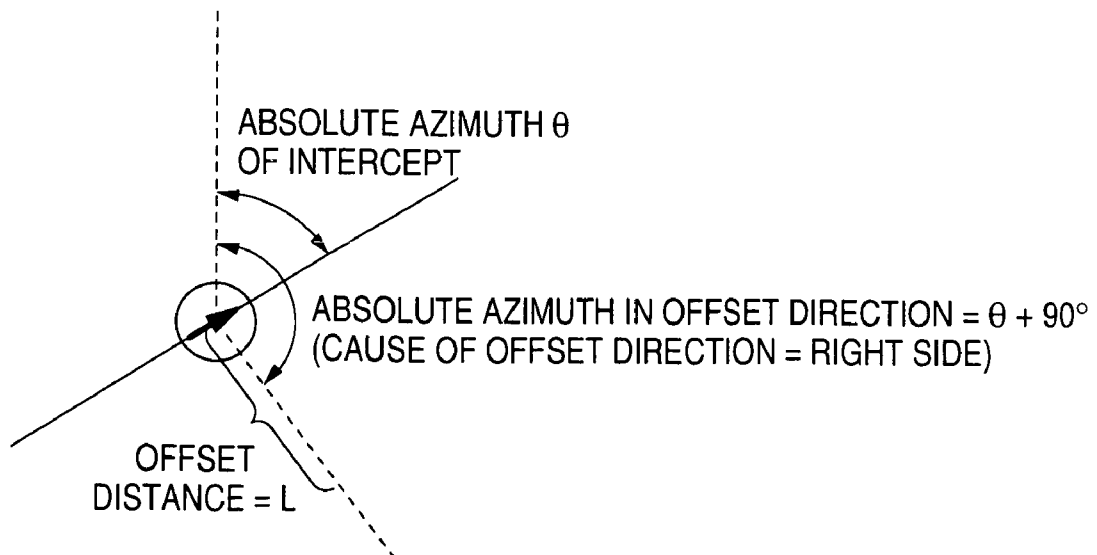 ABSOLUTE AZIMUTH θ
OF INTERCEPT
ABSOLUTE AZIMUTH IN OFFSET DIRECTION = θ + 90°
(CAUSE OF OFFSET DIRECTION = RIGHT SIDE)
OFFSET
DISTANCE = L